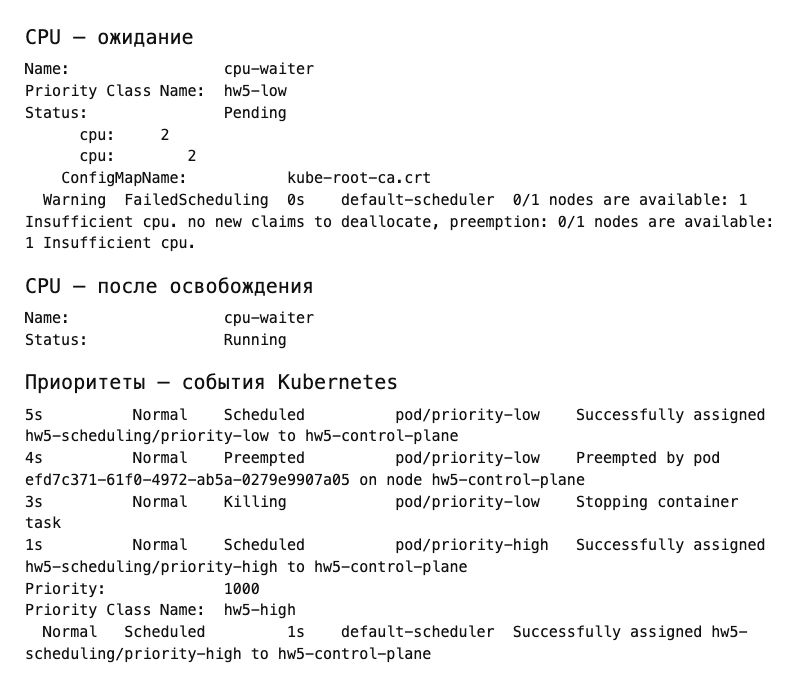 CPU — ожидание
Name:                 cpu-waiter
Priority Class Name:  hw5-low
Status:               Pending
      cpu:     2
      cpu:        2
    ConfigMapName:           kube-root-ca.crt
  Warning  FailedScheduling  0s    default-scheduler  0/1 nodes are available: 1
Insufficient cpu. no new claims to deallocate, preemption: 0/1 nodes are available:
1 Insufficient cpu.
CPU — после освобождения
Name:                 cpu-waiter
Status:               Running
Приоритеты — события Kubernetes
5s          Normal    Scheduled          pod/priority-low    Successfully assigned
hw5-scheduling/priority-low to hw5-control-plane
4s          Normal    Preempted          pod/priority-low    Preempted by pod
efd7c371-61f0-4972-ab5a-0279e9907a05 on node hw5-control-plane
3s          Normal    Killing            pod/priority-low    Stopping container
task
1s          Normal    Scheduled          pod/priority-high   Successfully assigned
hw5-scheduling/priority-high to hw5-control-plane
Priority:             1000
Priority Class Name:  hw5-high
  Normal   Scheduled         1s    default-scheduler  Successfully assigned hw5-
scheduling/priority-high to hw5-control-plane